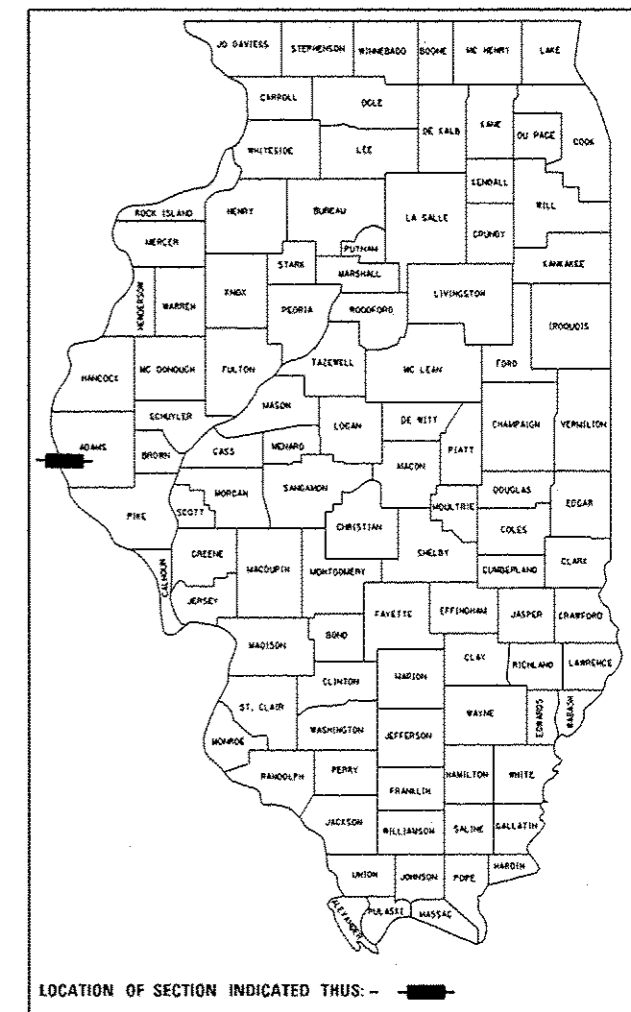 JO DAVIESS STEPHENSON WINNEBAGO BOONE MC HENRY LAKE
CARROLL OGLE DE KALB KANE DU PAGE COOK
WHITESIDE LEE KENDALL WILL
ROCK ISLAND HENRY BUREAU LA SALLE GRUNDY
MERCER PUTNAM KANKAKEE
STARK MARSHALL
HENDERSON WARREN KNOX PEORIA WOODFORD LIVINGSTON IROQUOIS
HANCOCK MC DONOUGH FULTON TAZEWELL MC LEAN FORD
SCHUYLER MASON LOGAN DE WITT CHAMPAIGN VERMILION
ADAMS BROWN CASS MENARD MACON PIATT
PIKE SCOTT MORGAN SANGAMON MOULTRIE DOUGLAS EDGAR
CHRISTIAN COLES
CALHOUN GREENE MACOUPIN MONTGOMERY SHELBY CUMBERLAND CLARK
JERSEY FAYETTE EFFINGHAM JASPER CRAWFORD
MADISON BOND CLAY RICHLAND LAWRENCE
CLINTON MARION
ST. CLAIR WAYNE EDWARDS WABASH
MONROE WASHINGTON JEFFERSON
RANDOLPH PERRY FRANKLIN HAMILTON WHITE
JACKSON WILLIAMSON SALINE GALLATIN
UNION JOHNSON POPE HARDIN
ALEXANDER PULASKI MASSAC
LOCATION OF SECTION INDICATED THUS: -